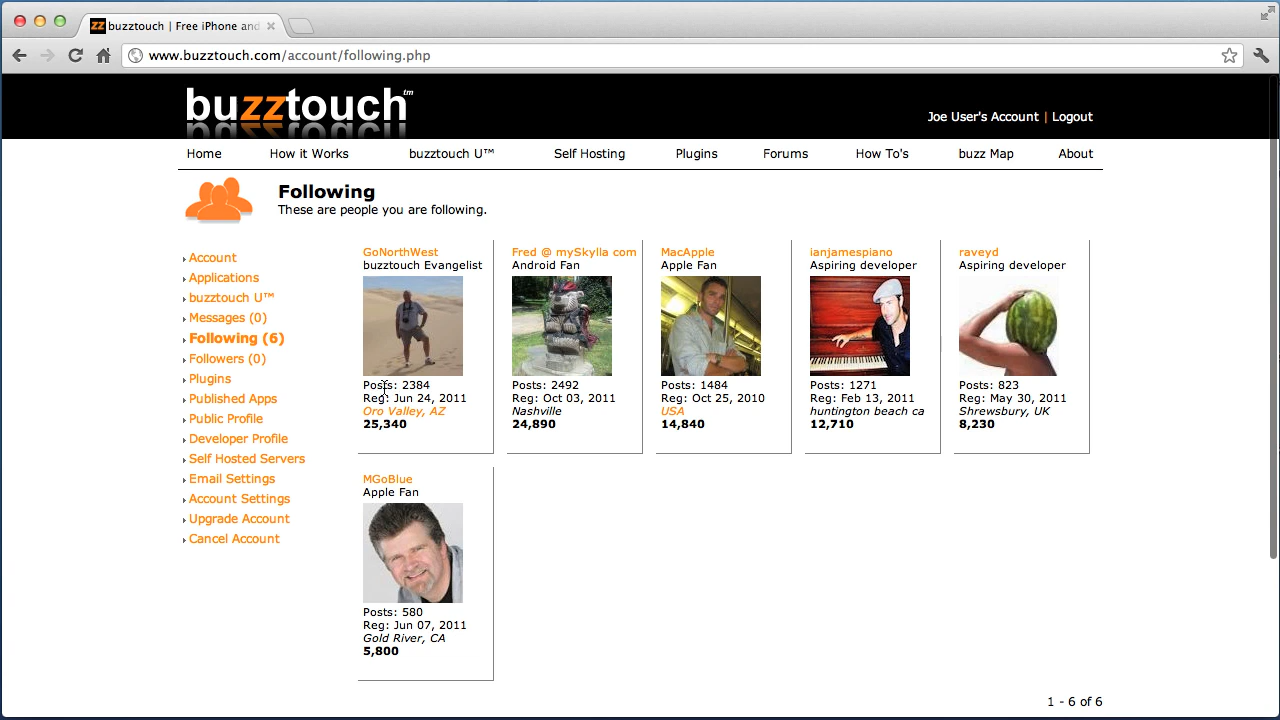 buzztouch | Free iPhone and
www.buzztouch.com/account/following.php
buzztouch™
Joe User's Account | Logout
Home How it Works buzztouch U™ Self Hosting Plugins Forums How To's buzz Map About
Following
These are people you are following.
Account
Applications
buzztouch U™
Messages (0)
Following (6)
Followers (0)
Plugins
Published Apps
Public Profile
Developer Profile
Self Hosted Servers
Email Settings
Account Settings
Upgrade Account
Cancel Account
GoNorthWest
buzztouch Evangelist
Posts: 2384
Reg: Jun 24, 2011
Oro Valley, AZ
25,340
Fred @ mySkylla com
Android Fan
Posts: 2492
Reg: Oct 03, 2011
Nashville
24,890
MacApple
Apple Fan
Posts: 1484
Reg: Oct 25, 2010
USA
14,840
ianjamespiano
Aspiring developer
Posts: 1271
Reg: Feb 13, 2011
huntington beach ca
12,710
raveyd
Aspiring developer
Posts: 823
Reg: May 30, 2011
Shrewsbury, UK
8,230
MGoBlue
Apple Fan
Posts: 580
Reg: Jun 07, 2011
Gold River, CA
5,800
1 - 6 of 6